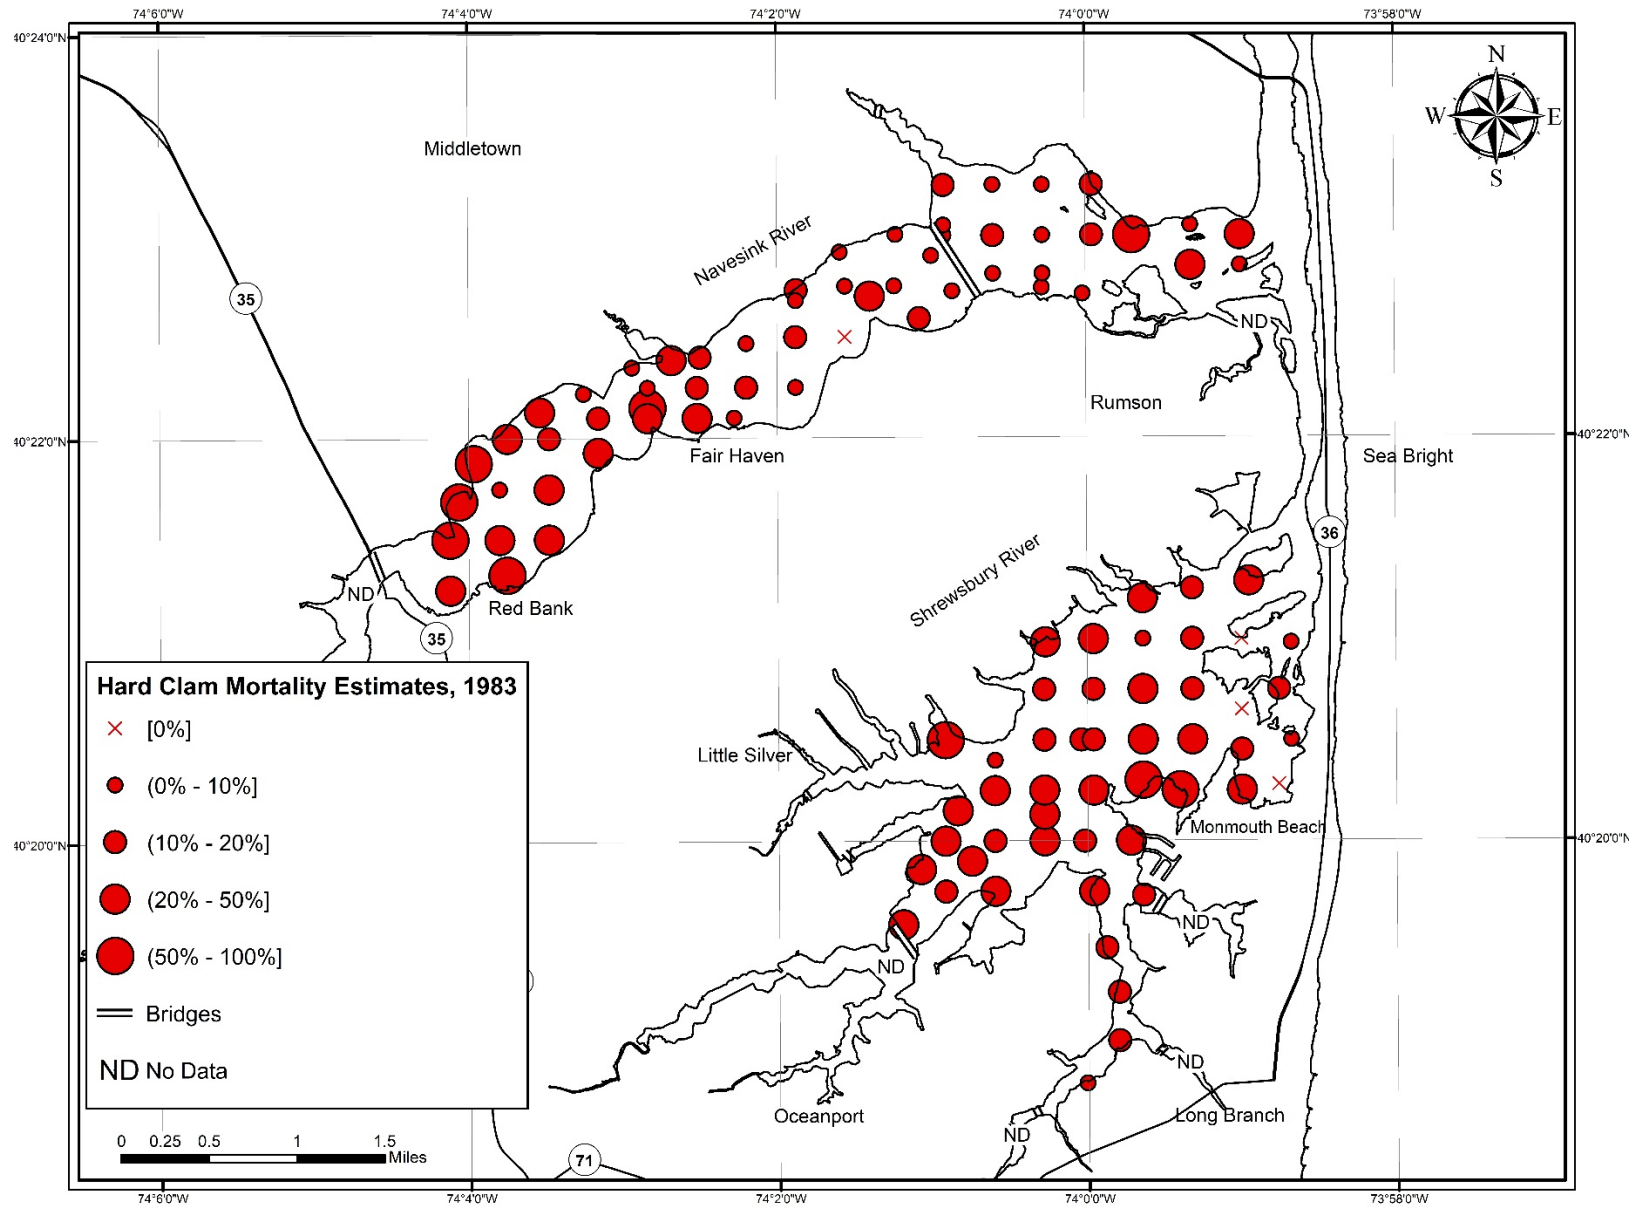 74°6'0"W 74°4'0"W 74°2'0"W 74°0'0"W 73°58'0"W
40°24'0"N
N
W E
S
Middletown
Navesink River
35
ND
Rumson
40°22'0"N 40°22'0"N
Fair Haven
Sea Bright
36
Shrewsbury River
ND
Red Bank
35
Hard Clam Mortality Estimates, 1983
[0%]
(0% - 10%]
(10% - 20%]
(20% - 50%]
(50% - 100%]
Bridges
ND No Data
Little Silver
Monmouth Beach
40°20'0"N 40°20'0"N
ND
ND
ND
Oceanport
Long Branch
ND
0 0.25 0.5 1 1.5
Miles
71
74°6'0"W 74°4'0"W 74°2'0"W 74°0'0"W 73°58'0"W